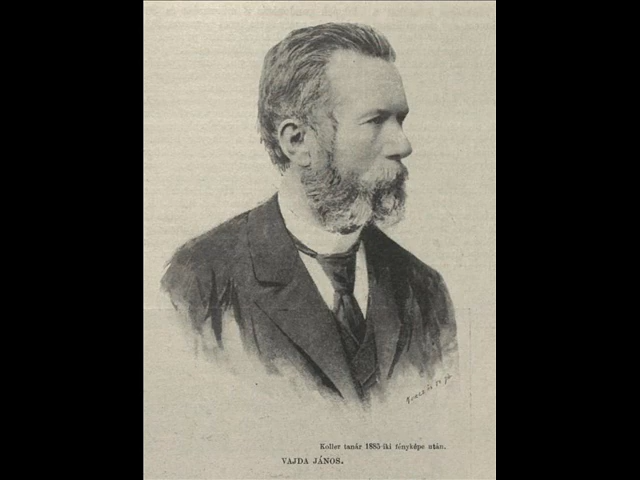 Koller tanár 1885-iki fényképe után.
VAJDA JÁNOS.